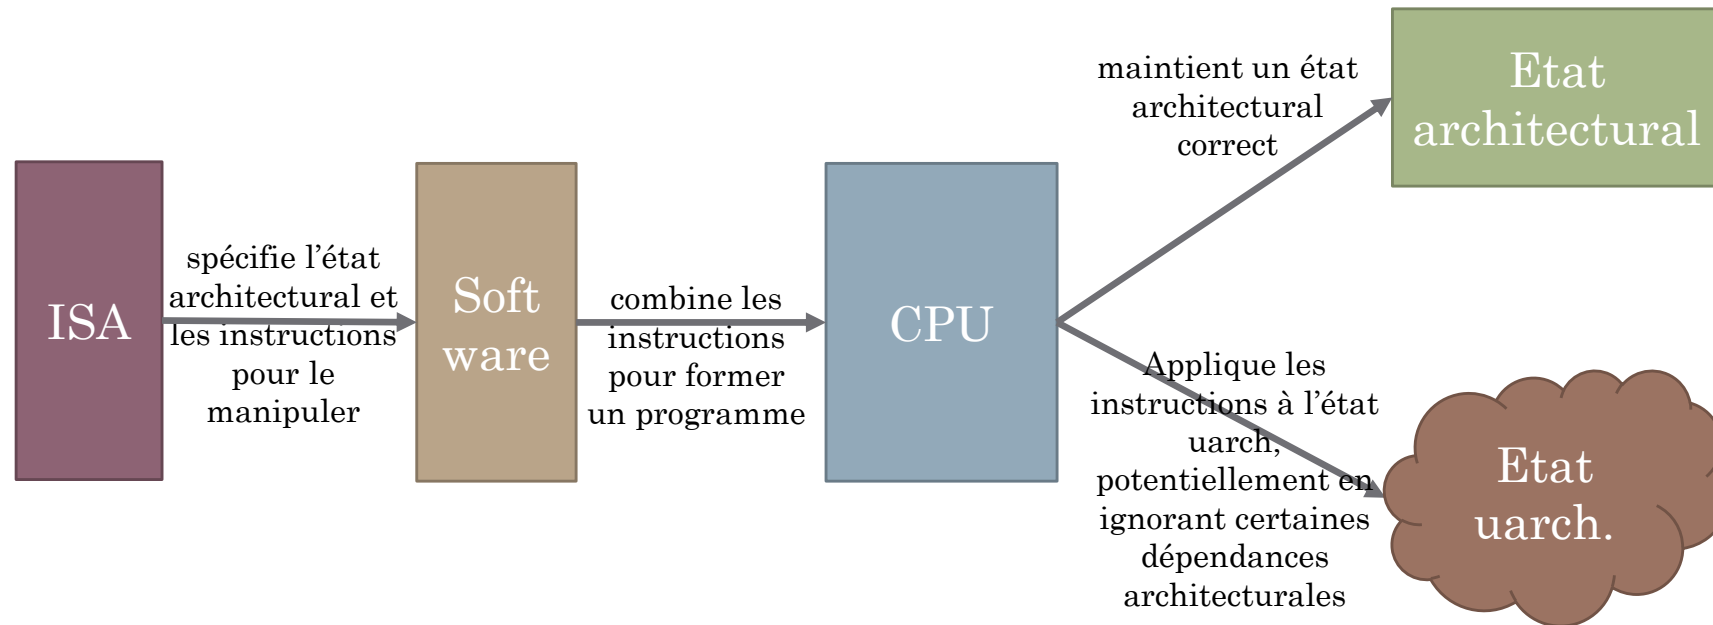 ISA
spécifie l’état
architectural et
les instructions
pour le
manipuler
Soft
ware
combine les
instructions
pour former
un programme
CPU
maintient un état
architectural
correct
Etat
architectural
Applique les
instructions à l’état
uarch,
potentiellement en
ignorant certaines
dépendances
architecturales
Etat
uarch.